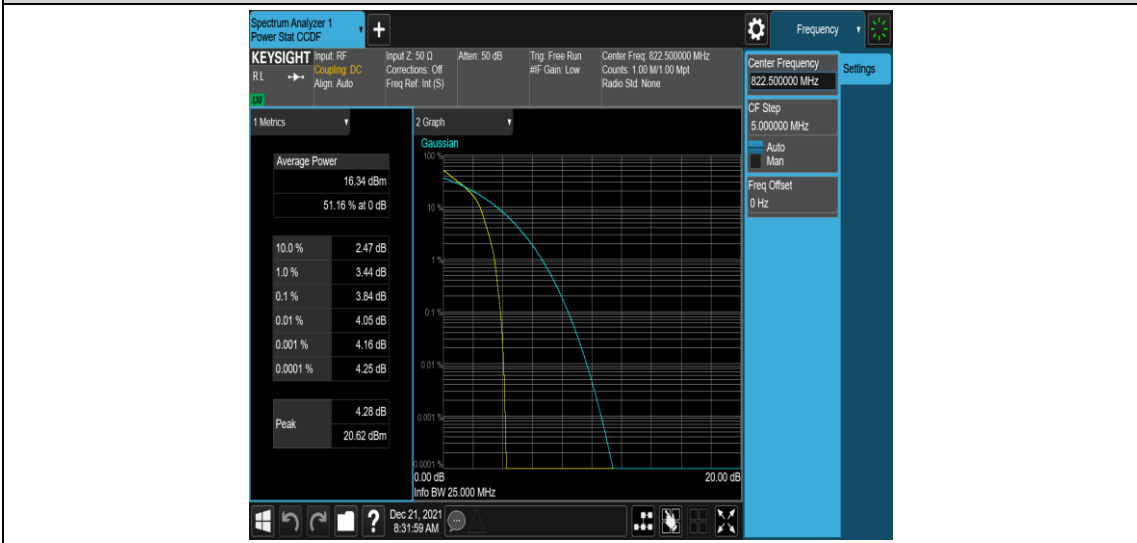 Spectrum Analyzer 1
Power Stat CCDF
+
Frequency
KEYSIGHT
RL
LXI
Input: RF
Coupling: DC
Align: Auto
Input Z: 50 Ω
Corrections: Off
Freq Ref: Int (S)
Atten: 50 dB
Trig: Free Run
#IF Gain: Low
Center Freq: 822.500000 MHz
Counts: 1.00 M/1.00 Mpt
Radio Std: None
Center Frequency
822.500000 MHz
Settings
CF Step
5.000000 MHz
Auto
Man
Freq Offset
0 Hz
1 Metrics
Average Power
16.34 dBm
51.16 % at 0 dB
10.0 % 2.47 dB
1.0 % 3.44 dB
0.1 % 3.84 dB
0.01 % 4.05 dB
0.001 % 4.16 dB
0.0001 % 4.25 dB
Peak 4.28 dB
20.62 dBm
2 Graph
Gaussian
100 %
10 %
1 %
0.1 %
0.01 %
0.001 %
0.0001 %
0.00 dB 20.00 dB
Info BW 25.000 MHz
?
Dec 21, 2021
8:31:59 AM